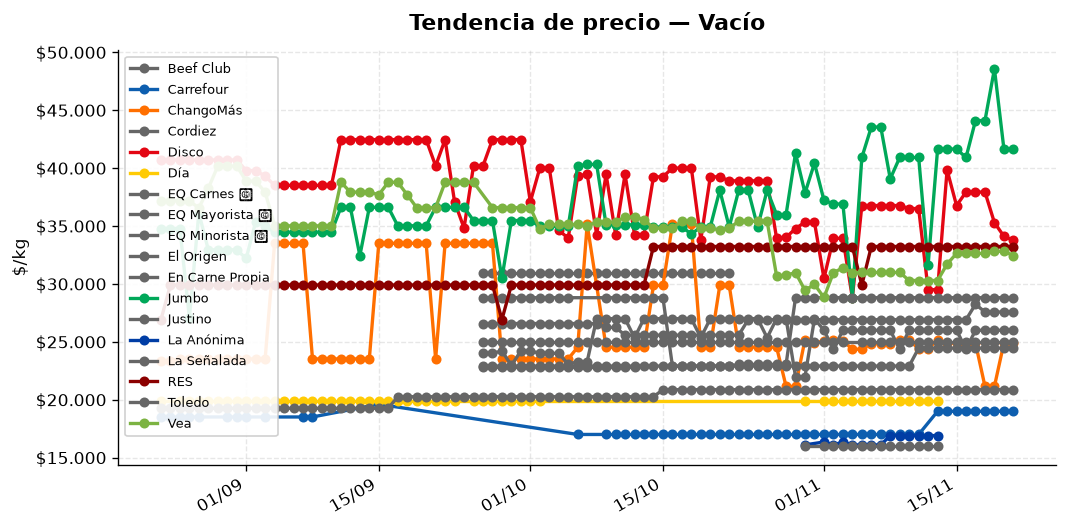 Tendencia de precio — Vacío
$/kg
$50.000
$45.000
$40.000
$35.000
$30.000
$25.000
$20.000
$15.000
Beef Club
Carrefour
ChangoMás
Cordiez
Disco
Día
EQ Carnes
EQ Mayorista
EQ Minorista
El Origen
En Carne Propia
Jumbo
Justino
La Anónima
La Señalada
RES
Toledo
Vea
01/09
15/09
01/10
15/10
01/11
15/11